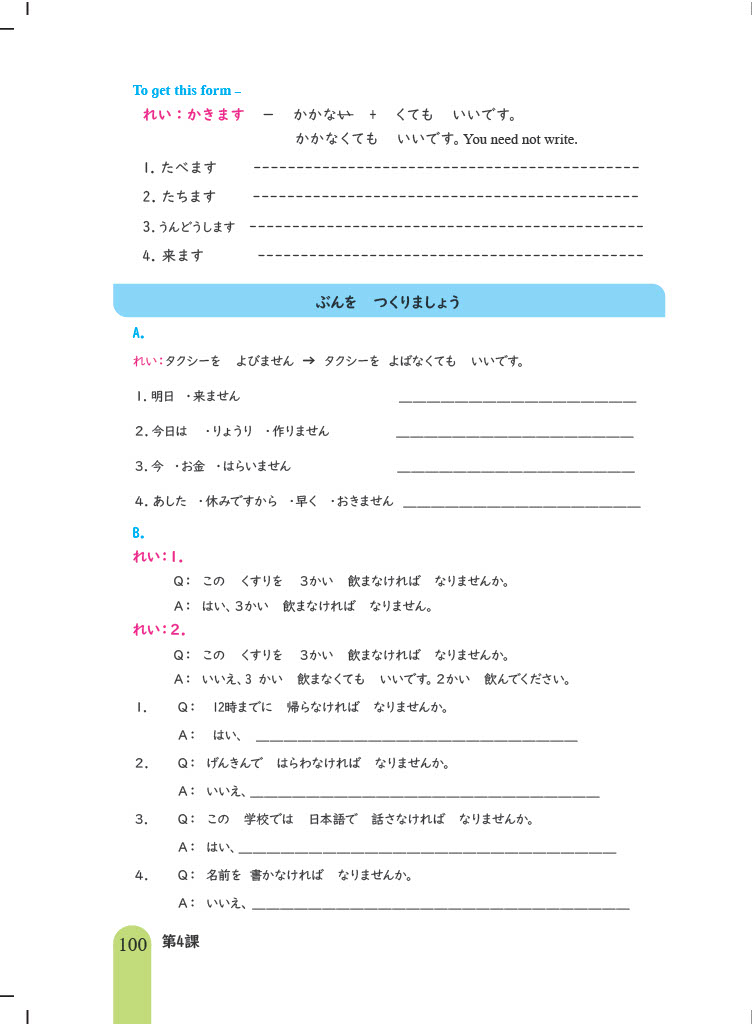 To get this form –
れい：かきます － かかない + くても いいです。
かかなくても いいです。You need not write.
1. たべます ---------------------------------------------
2. たちます ---------------------------------------------
3. うんどうします ----------------------------------------------
4. 来ます ---------------------------------------------
ぶんを つくりましょう
A.
れい：タクシーを よびません → タクシーを よばなくても いいです。
1. 明日 ・来ません __________________________________
2. 今日は ・りょうり ・作りません __________________________________
3. 今 ・お金 ・はらいません __________________________________
4. あした ・休みですから ・早く ・おきません __________________________________
B.
れい：1.
Q： この くすりを 3かい 飲まなければ なりませんか。
A： はい、3かい 飲まなければ なりません。
れい：2.
Q： この くすりを 3かい 飲まなければ なりませんか。
A： いいえ、3 かい 飲まなくても いいです。2かい 飲んでください。
1. Q： 12時までに 帰らなければ なりませんか。
A： はい、 ______________________________________________
2. Q： げんきんで はらわなければ なりませんか。
A： いいえ、__________________________________________________
3. Q： この 学校では 日本語で 話さなければ なりませんか。
A： はい、______________________________________________________
4. Q： 名前を 書かなければ なりませんか。
A： いいえ、______________________________________________________
100 第4課